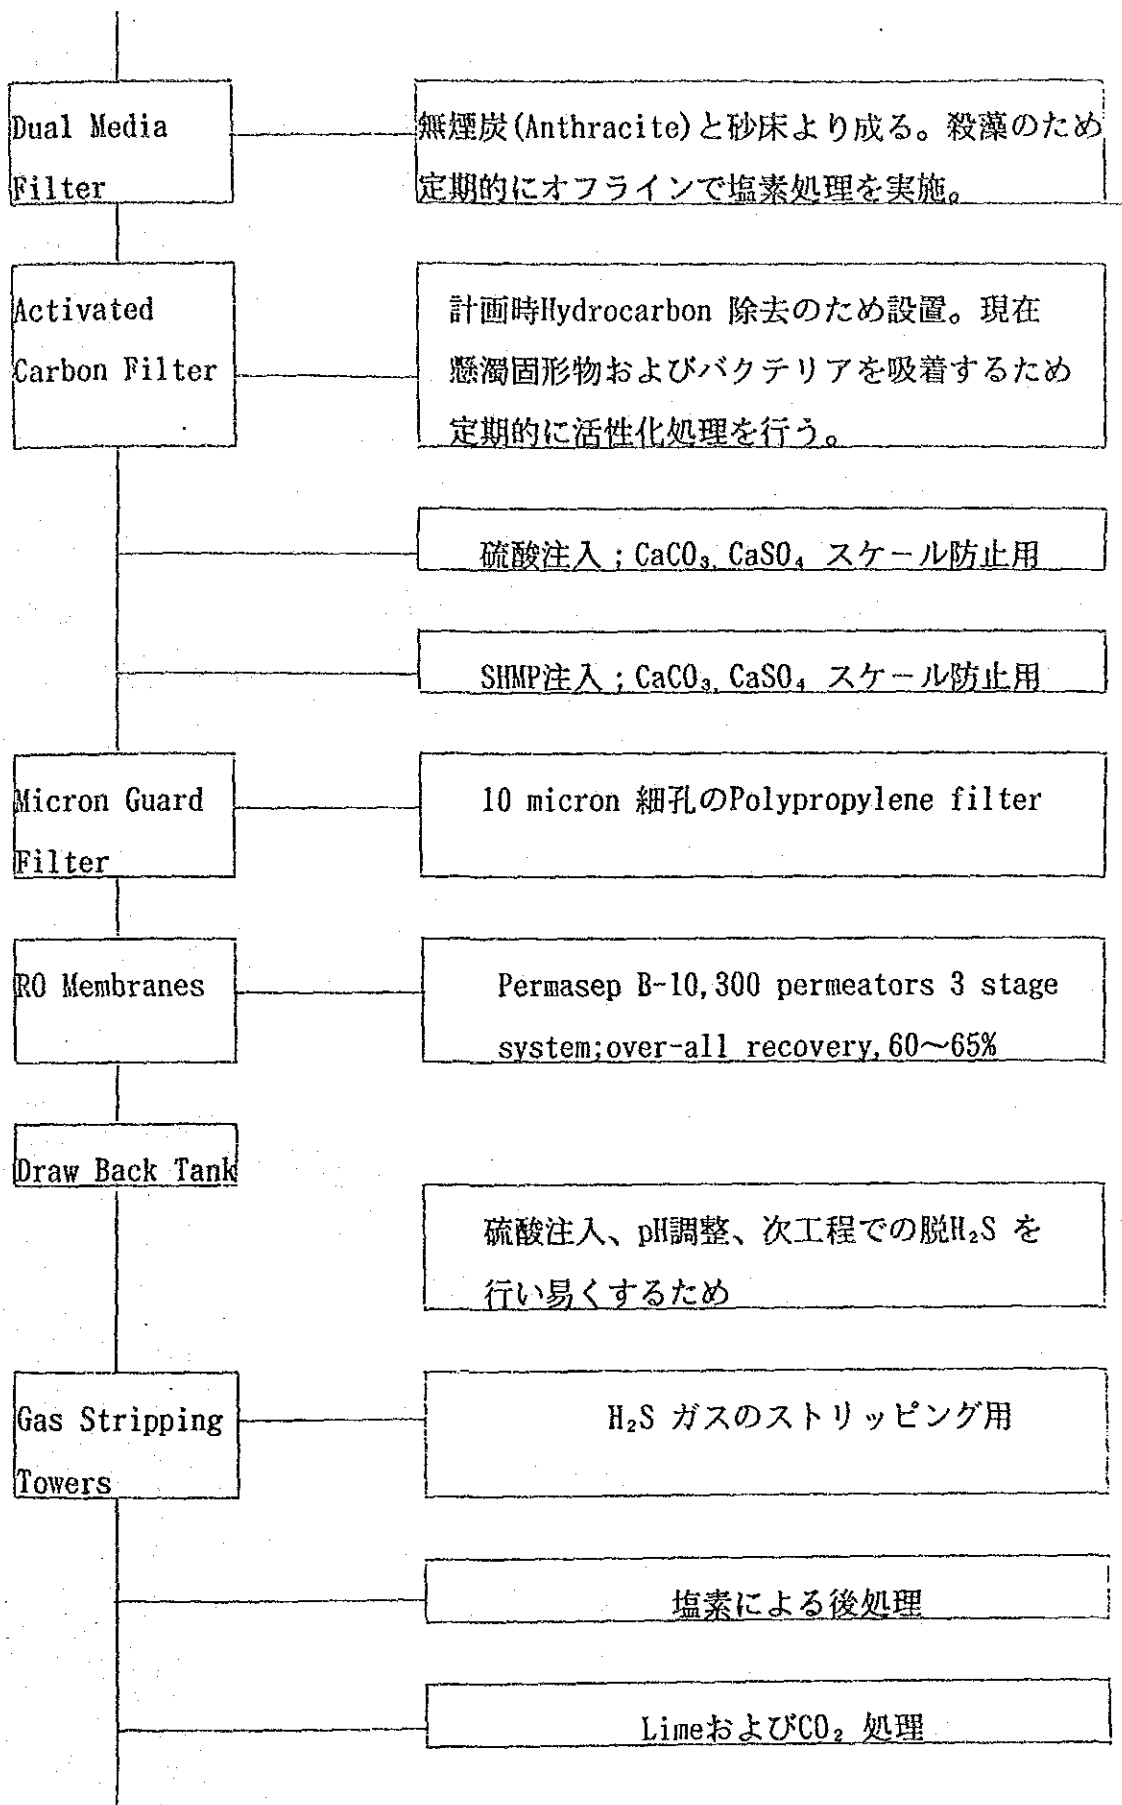 Dual Media
Filter
無煙炭(Anthracite)と砂床より成る。殺藻のため
定期的にオフラインで塩素処理を実施。
Activated
Carbon Filter
計画時Hydrocarbon 除去のため設置。現在
懸濁固形物およびバクテリアを吸着するため
定期的に活性化処理を行う。
硫酸注入；CaCO₃, CaSO₄ スケール防止用
SHMP注入；CaCO₃, CaSO₄ スケール防止用
Micron Guard
Filter
10 micron 細孔のPolypropylene filter
RO Membranes
Permasep B-10,300 permeators 3 stage
system;over-all recovery, 60～65%
Draw Back Tank
硫酸注入、pH調整、次工程での脱H₂S を
行い易くするため
Gas Stripping
Towers
H₂S ガスのストリッピング用
塩素による後処理
LimeおよびCO₂ 処理